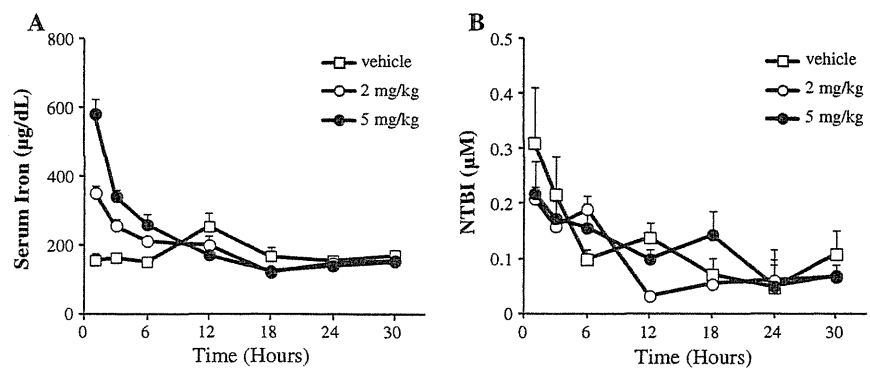 A
B
800
600
400
200
0
Serum Iron (µg/dL)
vehicle
2 mg/kg
5 mg/kg
0 6 12 18 24 30
Time (Hours)
0.5
0.4
0.3
0.2
0.1
0
NTBI (µM)
vehicle
2 mg/kg
5 mg/kg
0 6 12 18 24 30
Time (Hours)